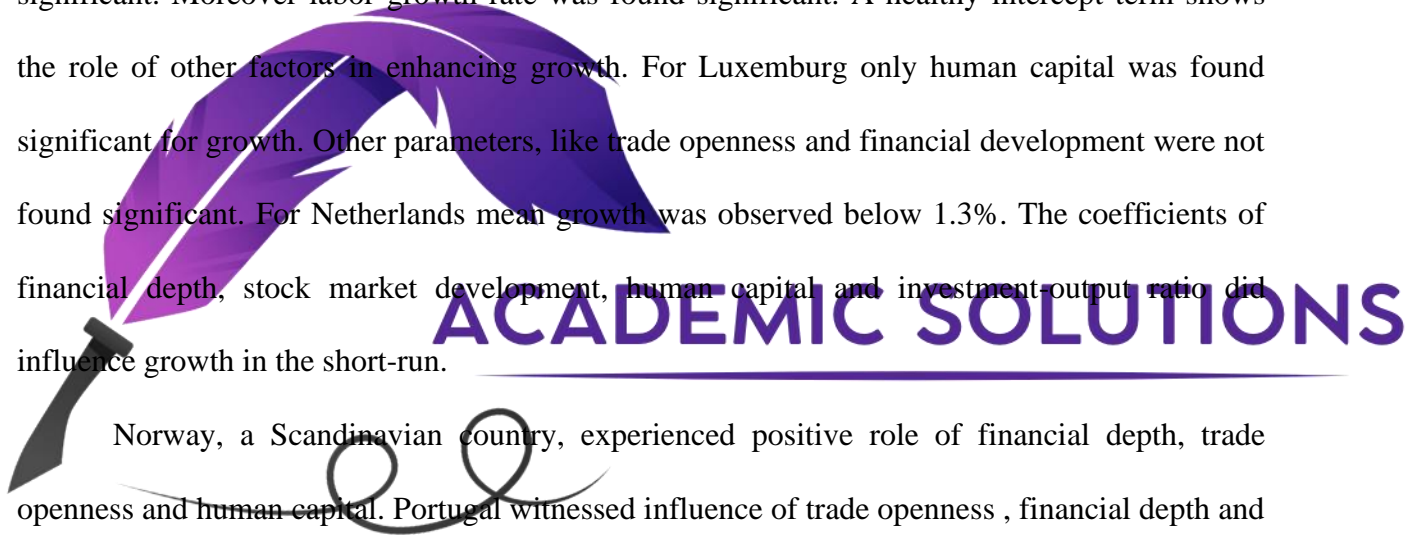 significant. Moreover labor growth rate was found significant. A healthy intercept term shows
the role of other factors in enhancing growth. For Luxemburg only human capital was found
significant for growth. Other parameters, like trade openness and financial development were not
found significant. For Netherlands mean growth was observed below 1.3%. The coefficients of
financial depth, stock market development, human capital and investment-output ratio did
ACADEMIC SOLUTIONS
influence growth in the short-run.
Norway, a Scandinavian country, experienced positive role of financial depth, trade
openness and human capital. Portugal witnessed influence of trade openness , financial depth and